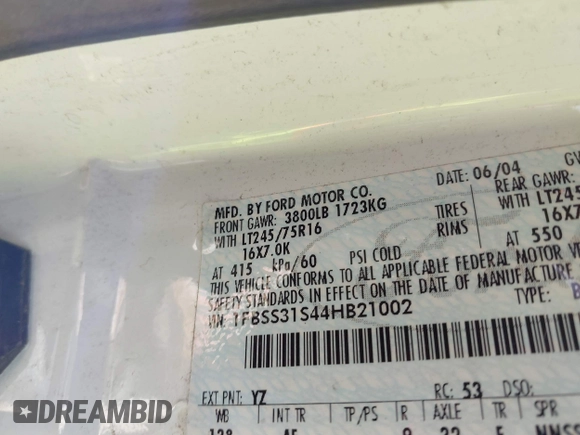 MFD. BY FORD MOTOR CO.
DATE: 06/04
FRONT GAWR: 3800LB 1723KG
REAR GAWR:
WITH LT245/75R16 TIRES WITH
16X7.0K RIMS 16X7
AT 415 kPa/60 PSI COLD AT 550
THIS VEHICLE CONFORMS TO ALL APPLICABLE FEDERAL MOTOR
SAFETY STANDARDS IN EFFECT ON THE DATE OF MANUFACTURE
VIN: 1FBSS31S44HB21002
TYPE:
EXT PNT: YZ RC: 53 DSO:
WB INT TR TP/PS R AXLE TR SPR
138
DREAMBID
DREAMBID